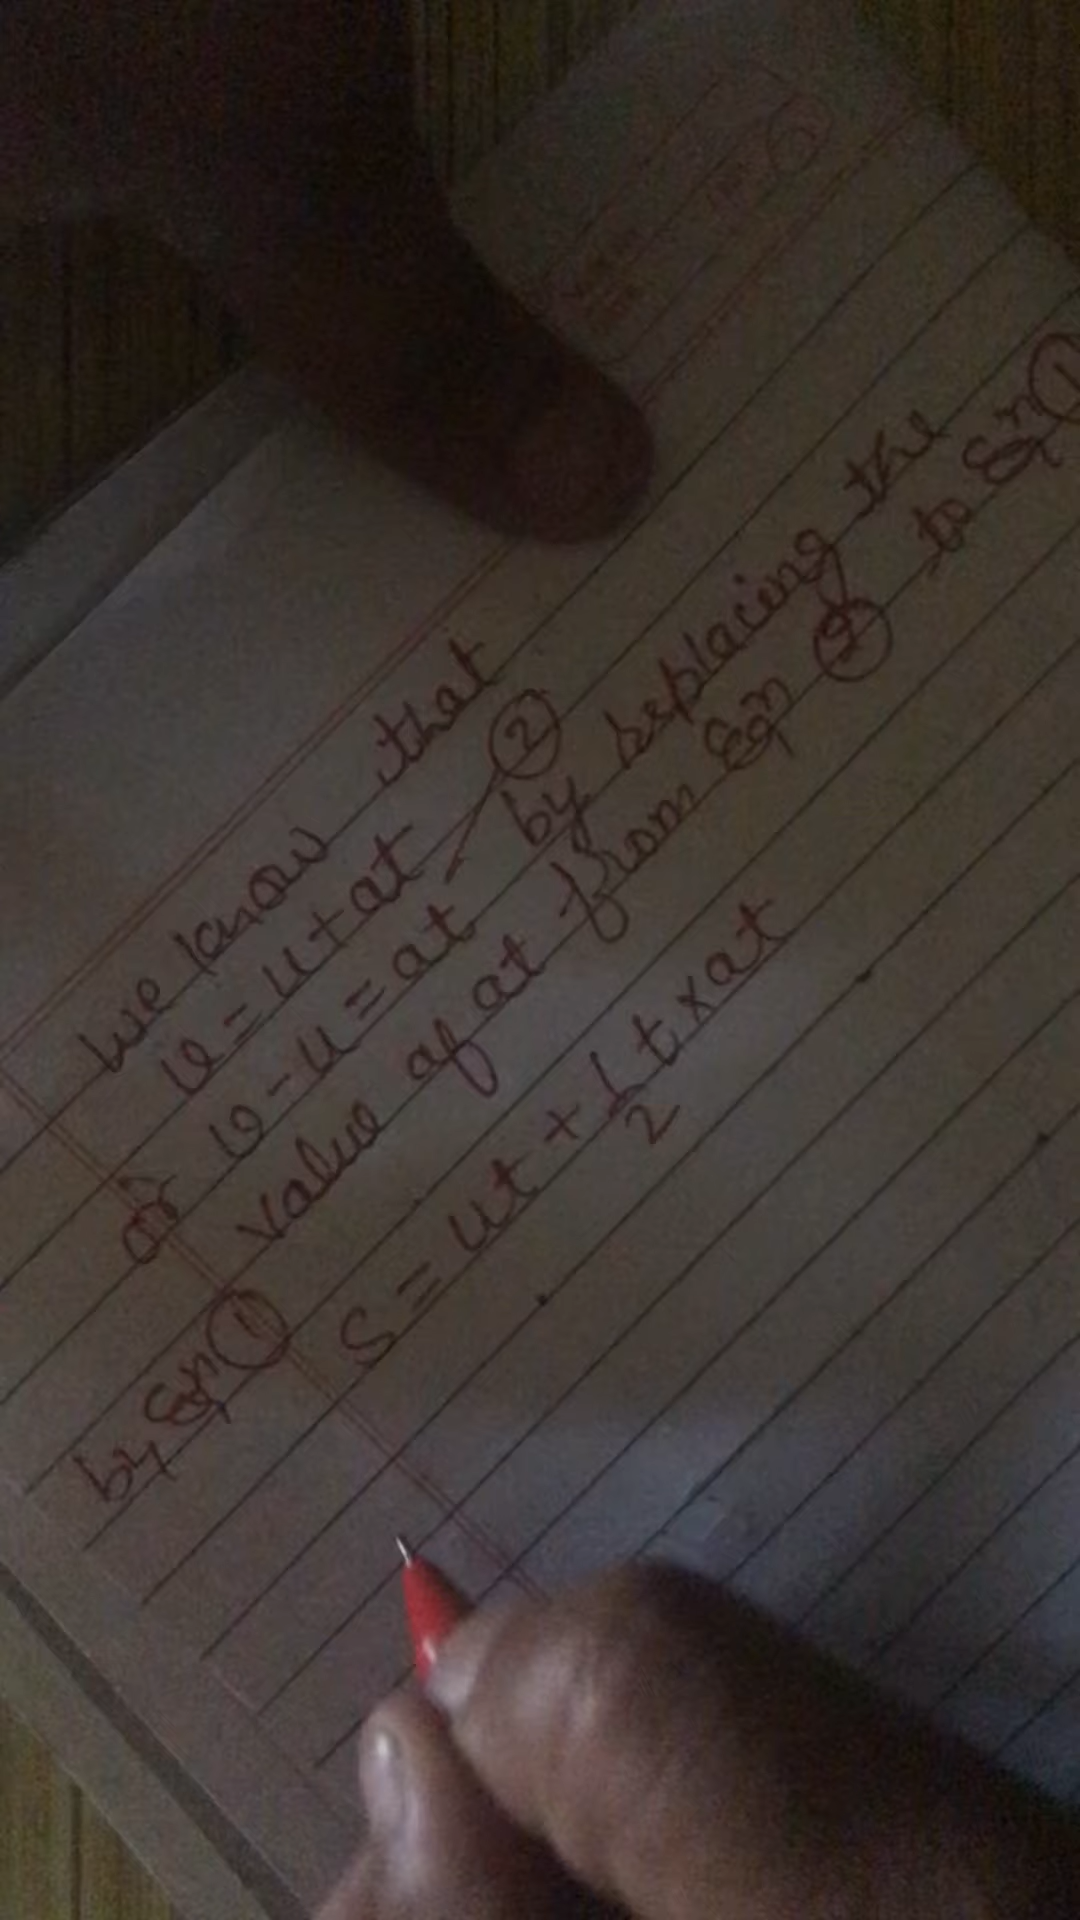 we know that
v = u + at — ②
or v - u = at by replacing the
value of at from Eqn ② to Eqn ①
by Eqn ① S = ut + 1/2 t x at